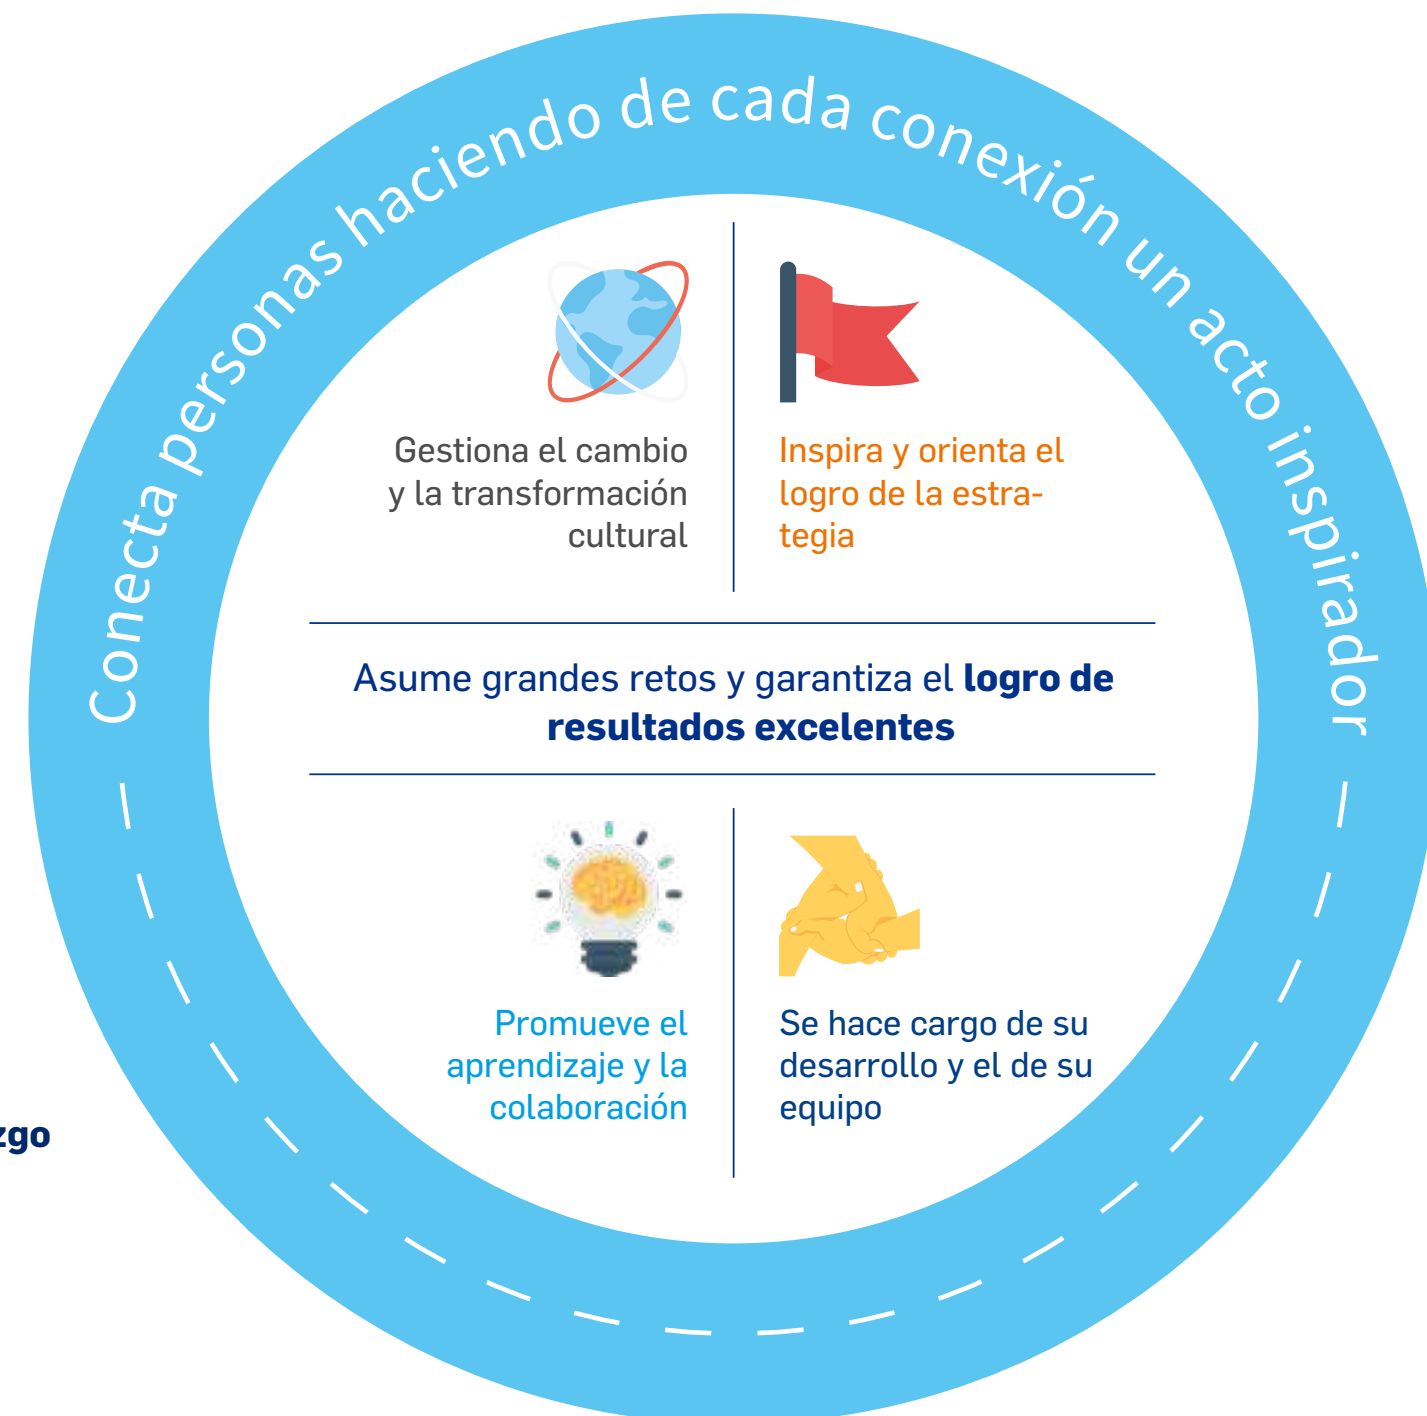 Conecta personas haciendo de cada conexión un acto inspirador
Gestiona el cambio
y la transformación
cultural
Inspira y orienta el
logro de la estra-
tegia
Asume grandes retos y garantiza el logro de
resultados excelentes
Promueve el
aprendizaje y la
colaboración
Se hace cargo de su
desarrollo y el de su
equipo